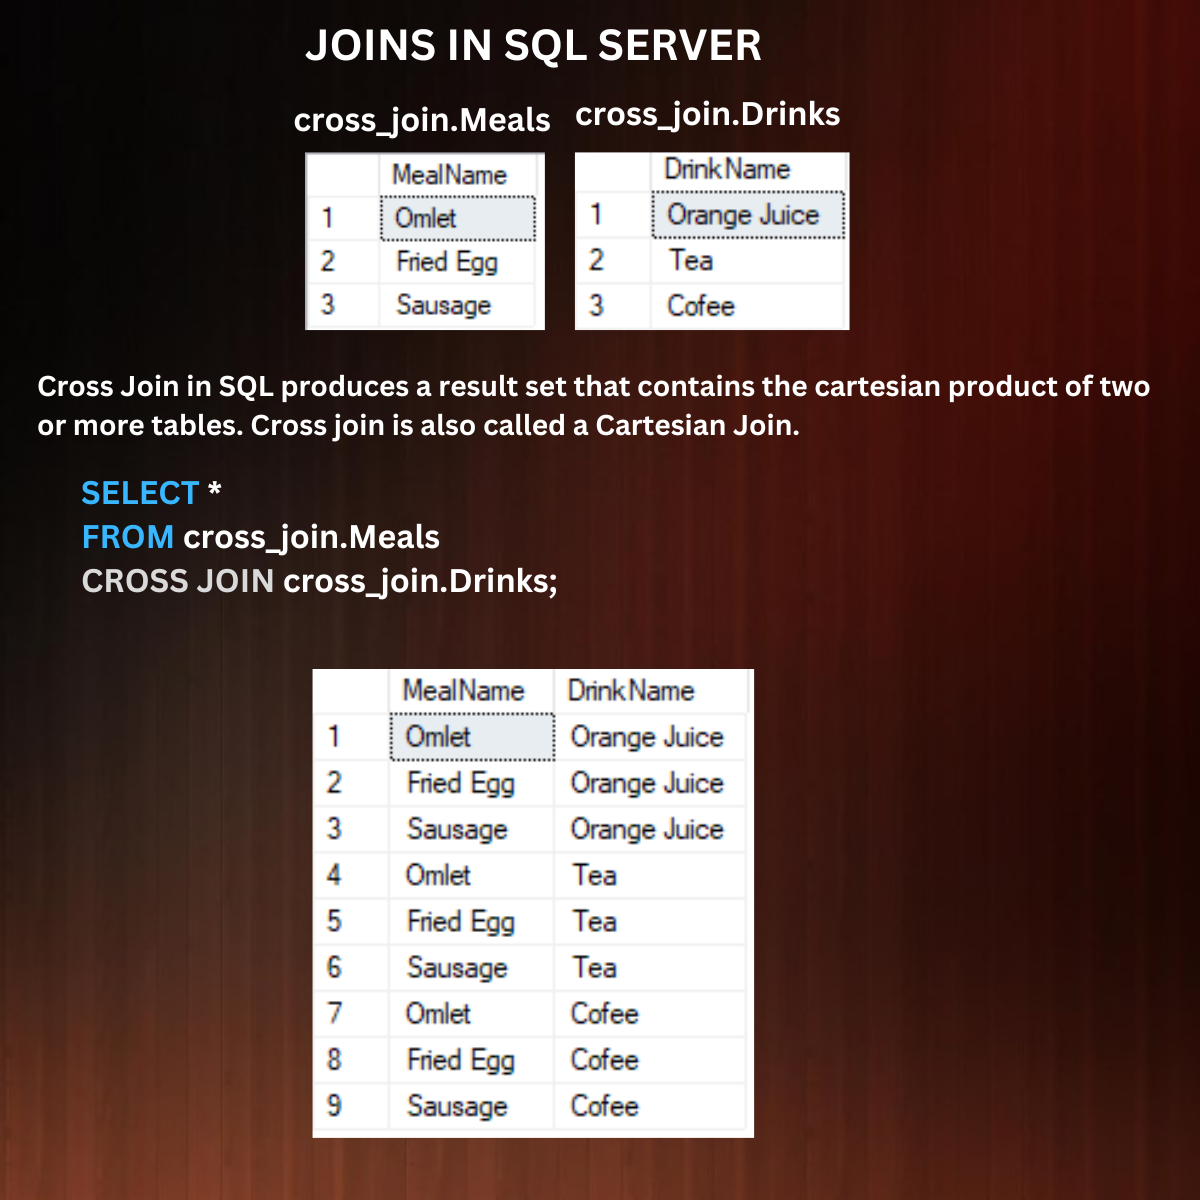 JOINS IN SQL SERVER
cross_join.Meals
MealName
1 Omlet
2 Fried Egg
3 Sausage
cross_join.Drinks
DrinkName
1 Orange Juice
2 Tea
3 Cofee
Cross Join in SQL produces a result set that contains the cartesian product of two
or more tables. Cross join is also called a Cartesian Join.
SELECT *
FROM cross_join.Meals
CROSS JOIN cross_join.Drinks;
MealName DrinkName
1 Omlet Orange Juice
2 Fried Egg Orange Juice
3 Sausage Orange Juice
4 Omlet Tea
5 Fried Egg Tea
6 Sausage Tea
7 Omlet Cofee
8 Fried Egg Cofee
9 Sausage Cofee